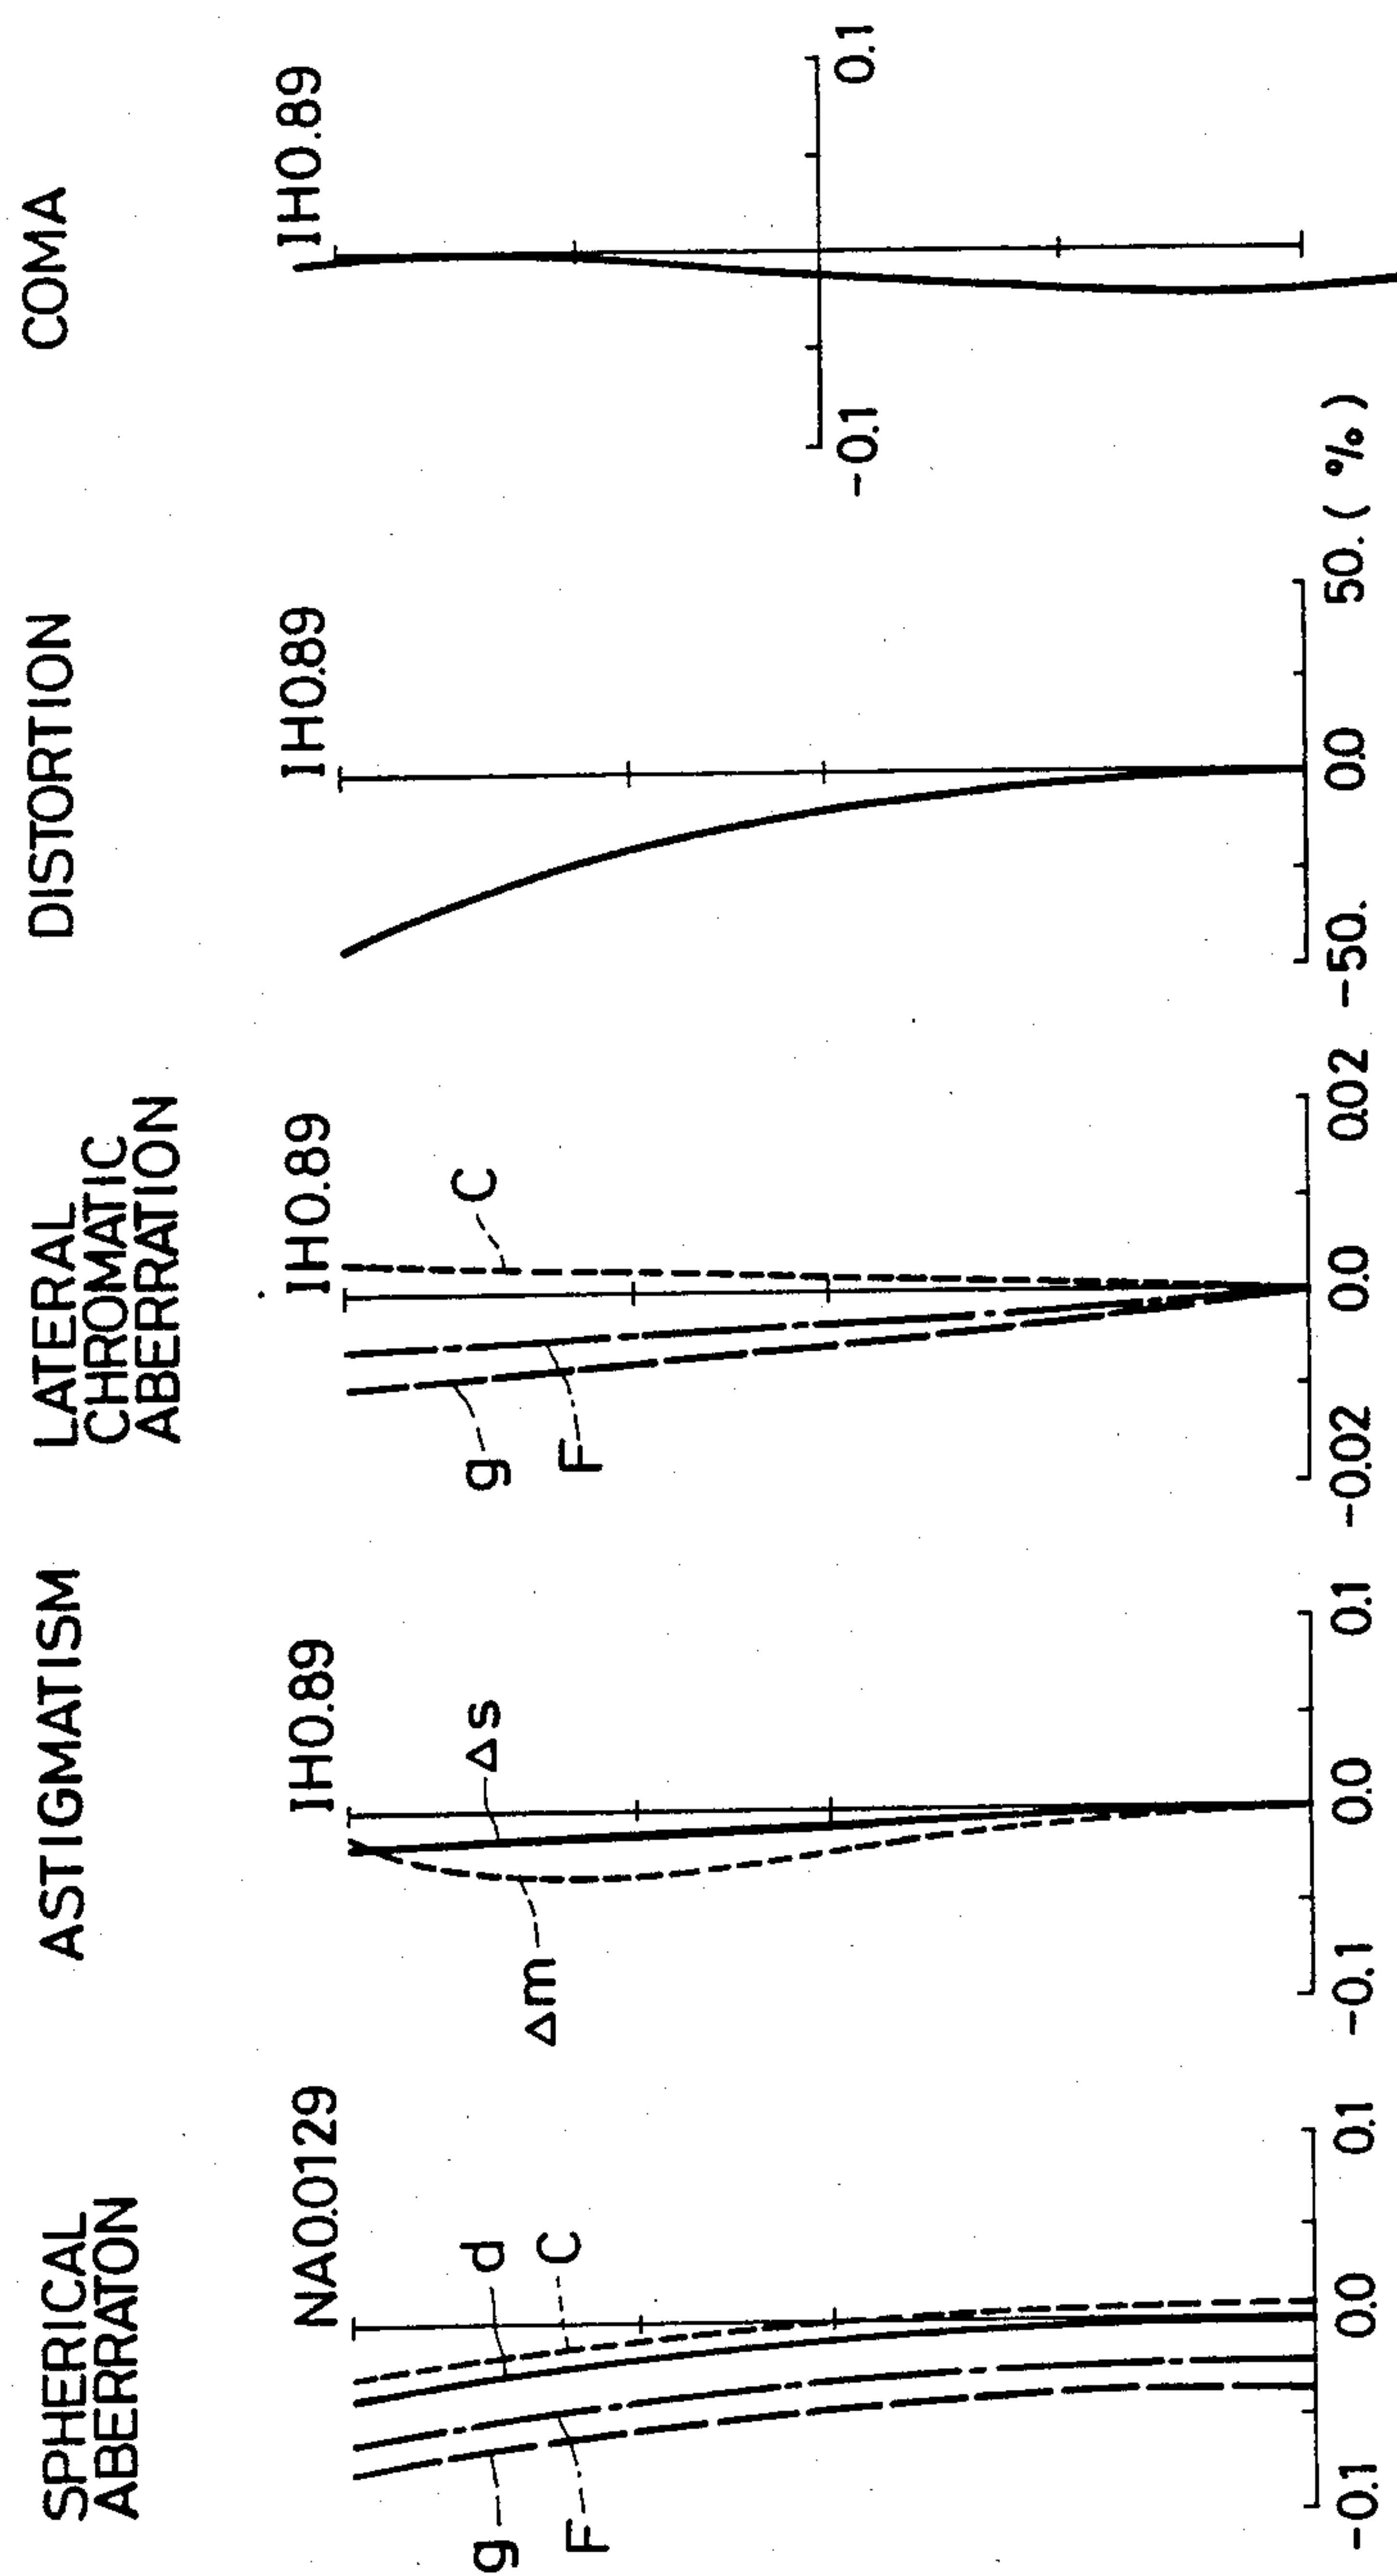 SPHERICAL
ABERRATON
NA0.0129
d
C
g
F
-0.1
0.0
0.1
ASTIGMATISM
IH0.89
Δs
Δm
-0.1
0.0
0.1
LATERAL
CHROMATIC
ABERRATION
IH0.89
C
g
F
-0.02
0.0
0.02
DISTORTION
IH0.89
-50.
0.0
50. ( % )
COMA
IH0.89
0.1
-0.1